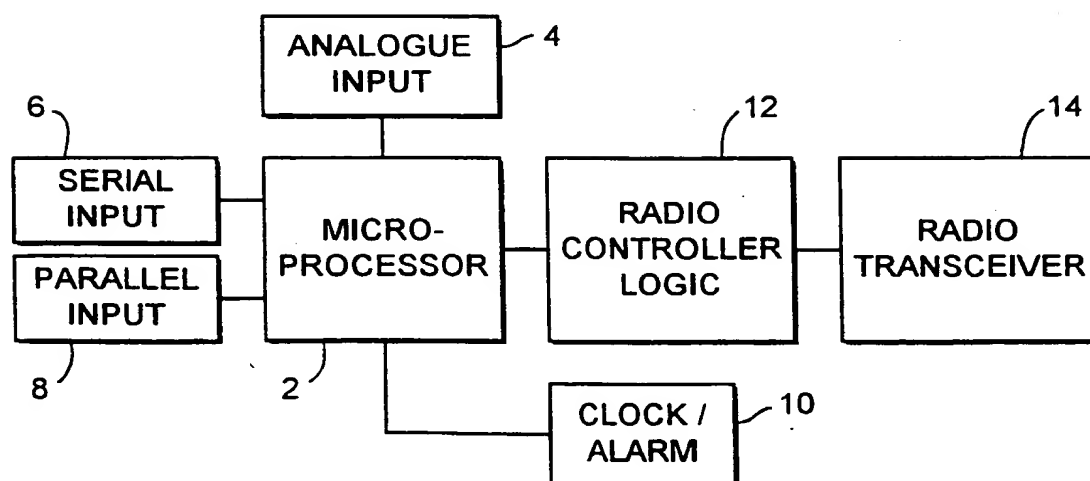 ANALOGUE
INPUT
4
6
SERIAL
INPUT
PARALLEL
INPUT
8
MICRO-
PROCESSOR
2
12
RADIO
CONTROLLER
LOGIC
14
RADIO
TRANSCEIVER
CLOCK /
ALARM
10